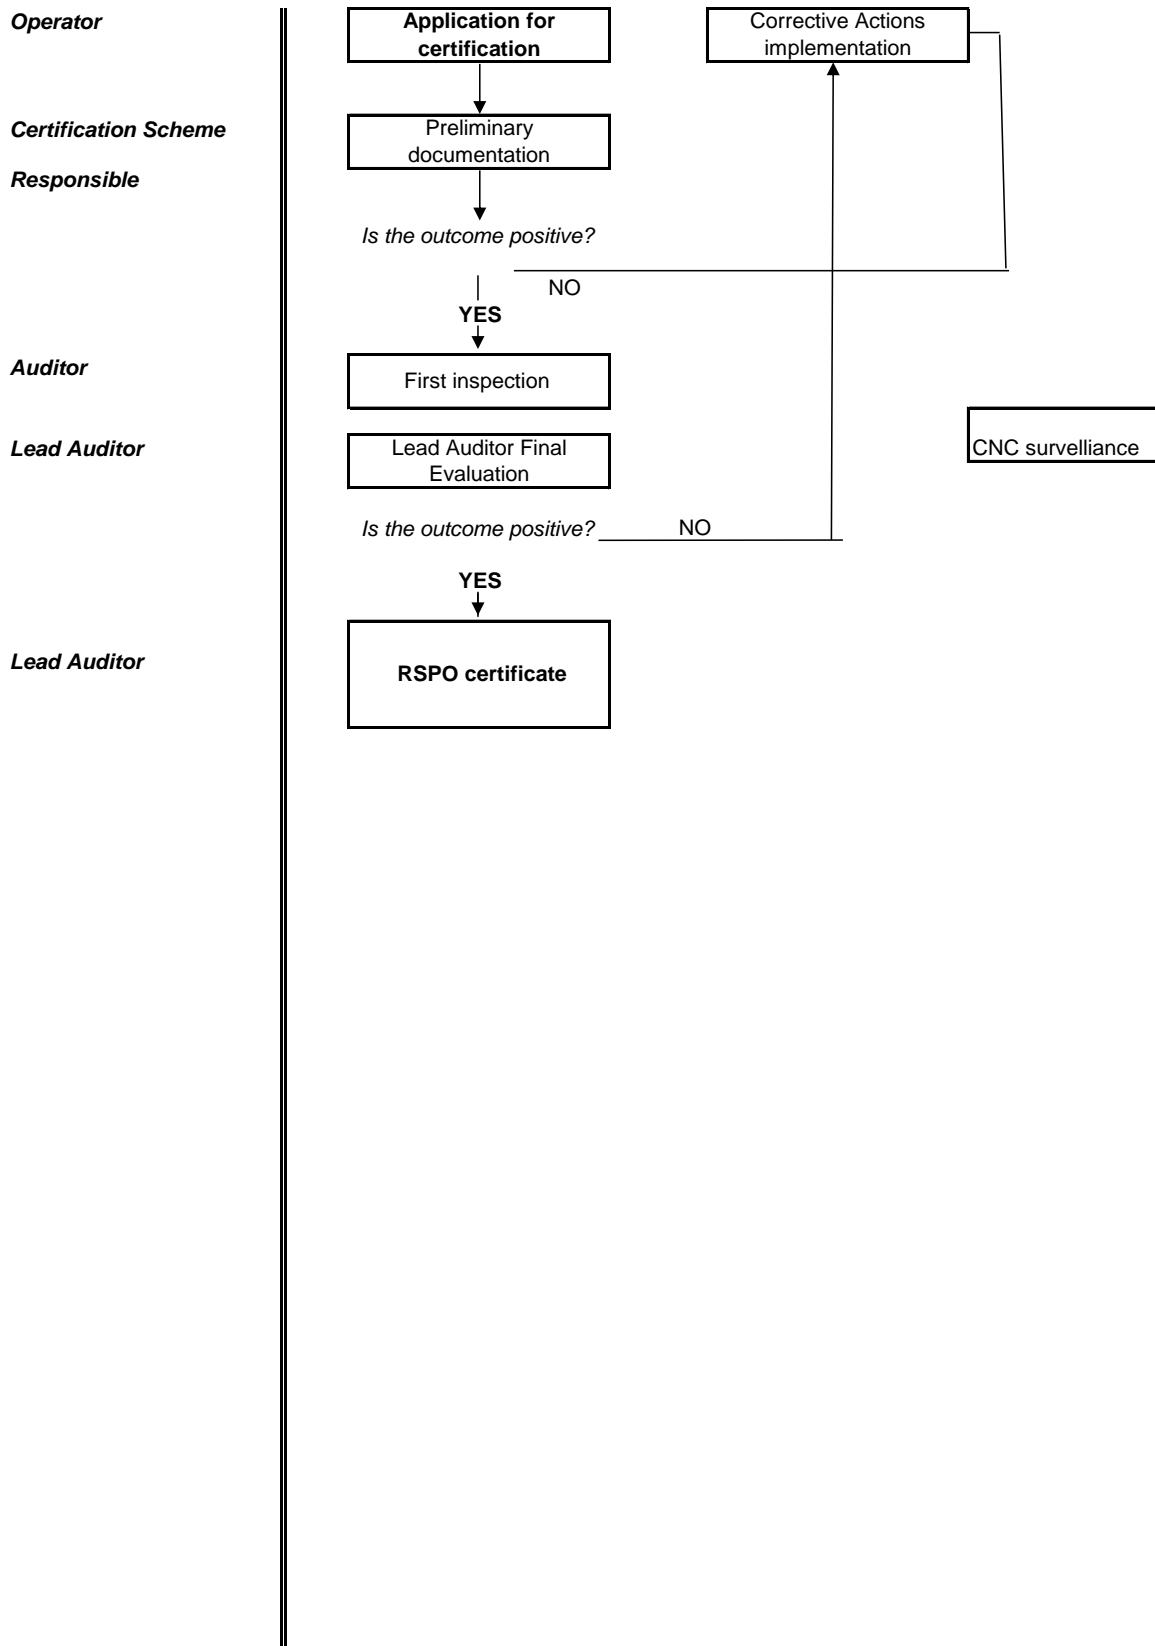 Operator
Application for
certification
Corrective Actions
implementation
Certification Scheme
Responsible
Preliminary
documentation
Is the outcome positive?
NO
YES
Auditor
First inspection
Lead Auditor
Lead Auditor Final
Evaluation
CNC survelliance
Is the outcome positive?
NO
YES
Lead Auditor
RSPO certificate